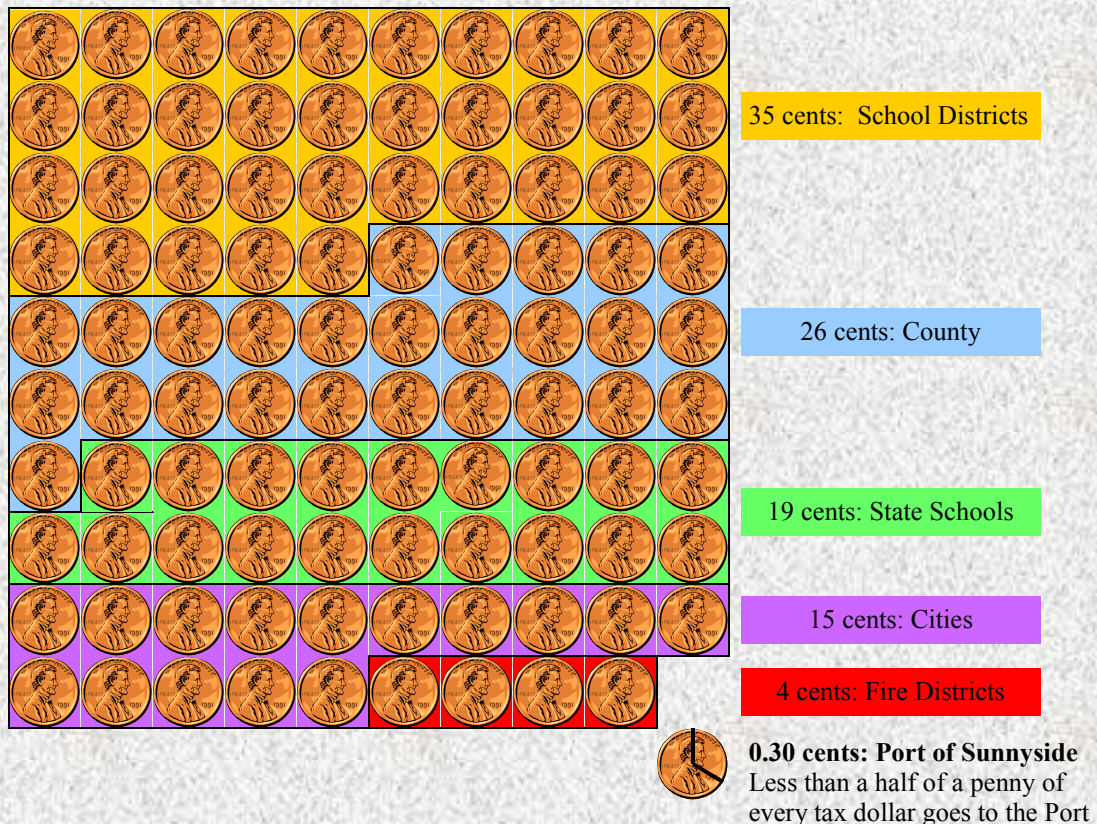 35 cents: School Districts
26 cents: County
19 cents: State Schools
15 cents: Cities
4 cents: Fire Districts
0.30 cents: Port of Sunnyside
Less than a half of a penny of
every tax dollar goes to the Port